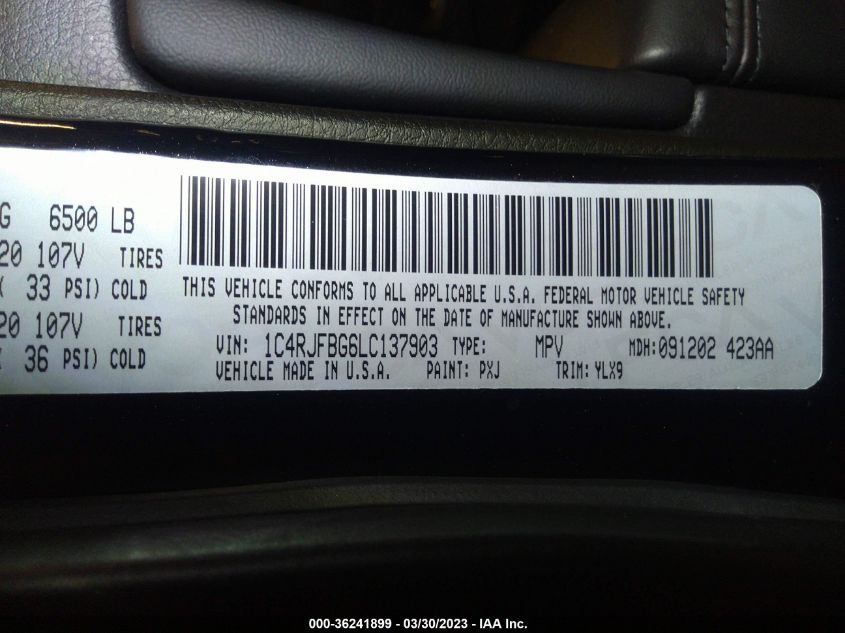 G 6500 LB
20 107V TIRES
33 PSI) COLD
20 107V TIRES
36 PSI) COLD
THIS VEHICLE CONFORMS TO ALL APPLICABLE U.S.A. FEDERAL MOTOR VEHICLE SAFETY
STANDARDS IN EFFECT ON THE DATE OF MANUFACTURE SHOWN ABOVE.
VIN: 1C4RJFBG6LC137903 TYPE: MPV MDH:091202 423AA
VEHICLE MADE IN U.S.A. PAINT: PXJ TRIM: YLX9
000-36241899 — 03/30/2023 — IAA Inc.